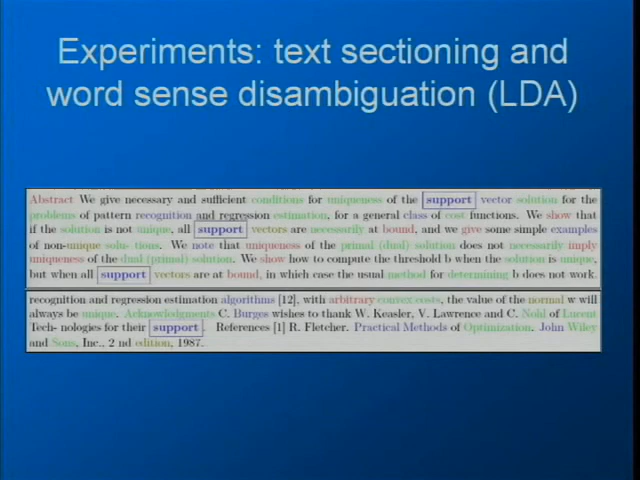 Experiments: text sectioning and
word sense disambiguation (LDA)
Abstract We give necessary and sufficient conditions for uniqueness of the support vector solution for the
problems of pattern recognition and regression estimation, for a general class of cost functions. We show that
if the solution is not unique, all support vectors are necessarily at bound, and we give some simple examples
of non-unique solu- tions. We note that uniqueness of the primal (dual) solution does not necessarily imply
uniqueness of the dual (primal) solution. We show how to compute the threshold b when the solution is unique,
but when all support vectors are at bound, in which case the usual method for determining b does not work.
recognition and regression estimation algorithms [12], with arbitrary convex costs, the value of the normal w will
always be unique. Acknowledgments C. Burges wishes to thank W. Keasler, V. Lawrence and C. Nohl of Lucent
Tech- nologies for their support. References [1] R. Fletcher. Practical Methods of Optimization. John Wiley
and Sons, Inc., 2 nd edition, 1987.